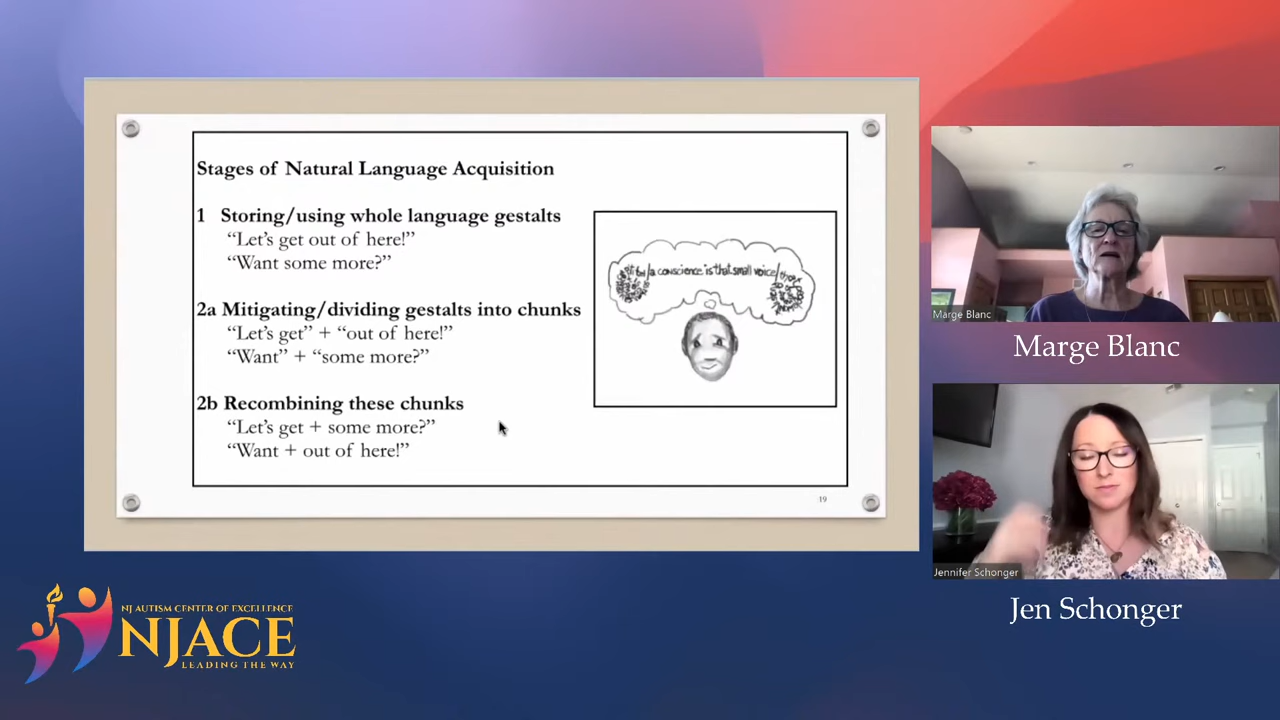 Stages of Natural Language Acquisition
1 Storing/using whole language gestalts
“Let’s get out of here!”
“Want some more?”
2a Mitigating/dividing gestalts into chunks
“Let’s get” + “out of here!”
“Want” + “some more?”
2b Recombining these chunks
“Let’s get + some more?”
“Want + out of here!”
a conscience is that small voice
19
Marge Blanc
Marge Blanc
Jennifer Schonger
Jen Schonger
NJ AUTISM CENTER OF EXCELLENCE
NJACE
LEADING THE WAY